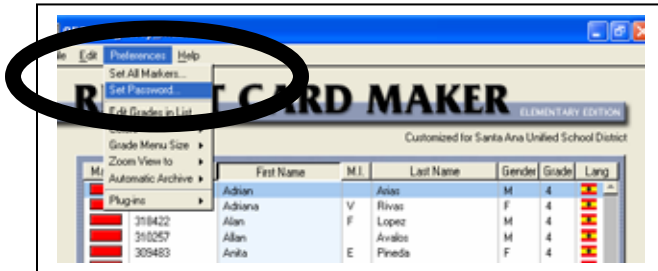 Edit Preferences Help
Set All Markers...
Set Password...
CARD MAKER
ELEMENTARY EDITION
Edit Grades in List
Customized for Santa Ana Unified School District
Grade Menu Size
Zoom View to
Automatic Archive
Plug-ins
First Name M.I. Last Name Gender Grade Lang
Adrian Arias M 4
Adriana V Rivas F 4
318422 Alan F Lopez M 4
310257 Allan Avalos M 4
309483 Anita E Pineda F 4